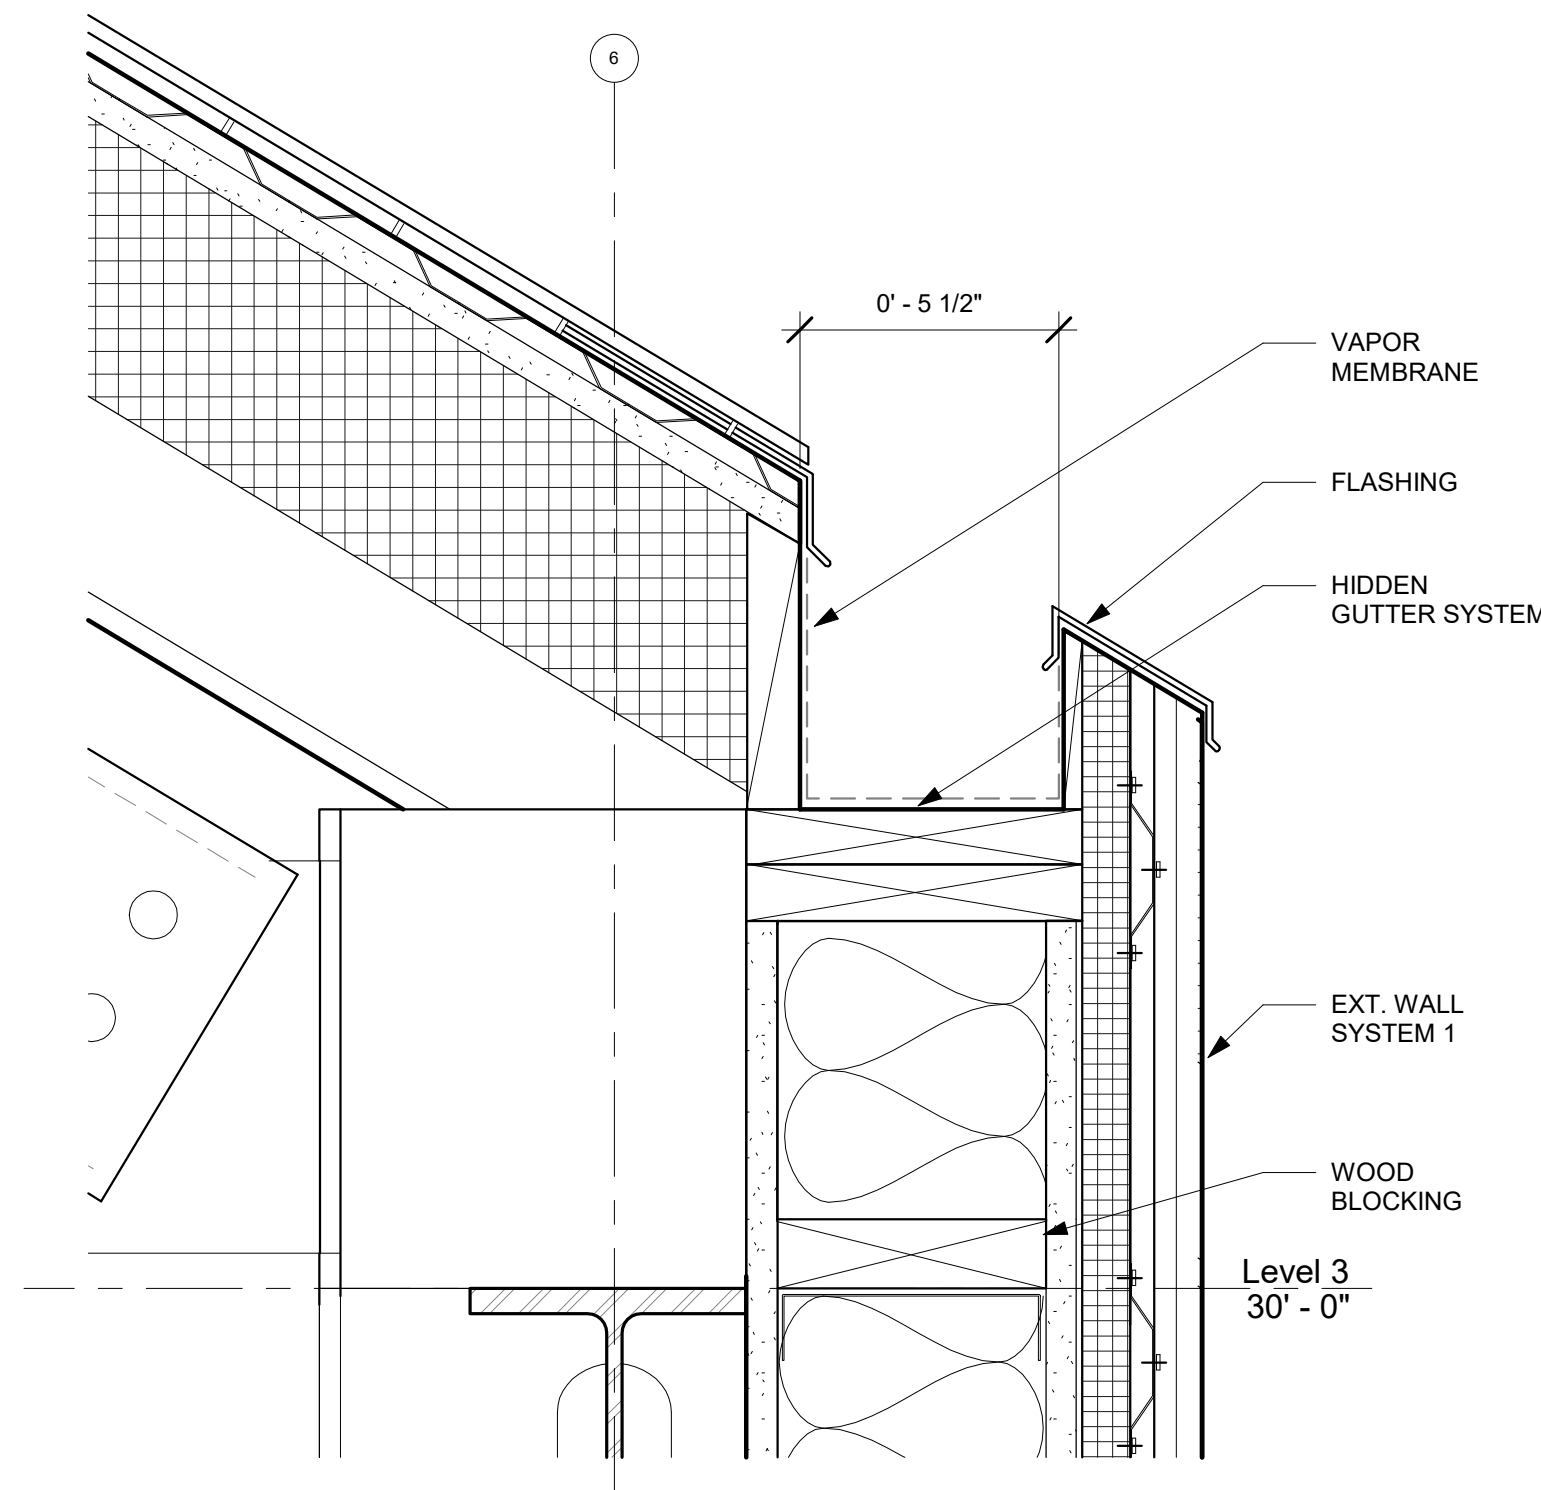 6
0' - 5 1/2"
VAPOR
MEMBRANE
FLASHING
HIDDEN
GUTTER SYSTEM
EXT. WALL
SYSTEM 1
WOOD
BLOCKING
Level 3
30' - 0"